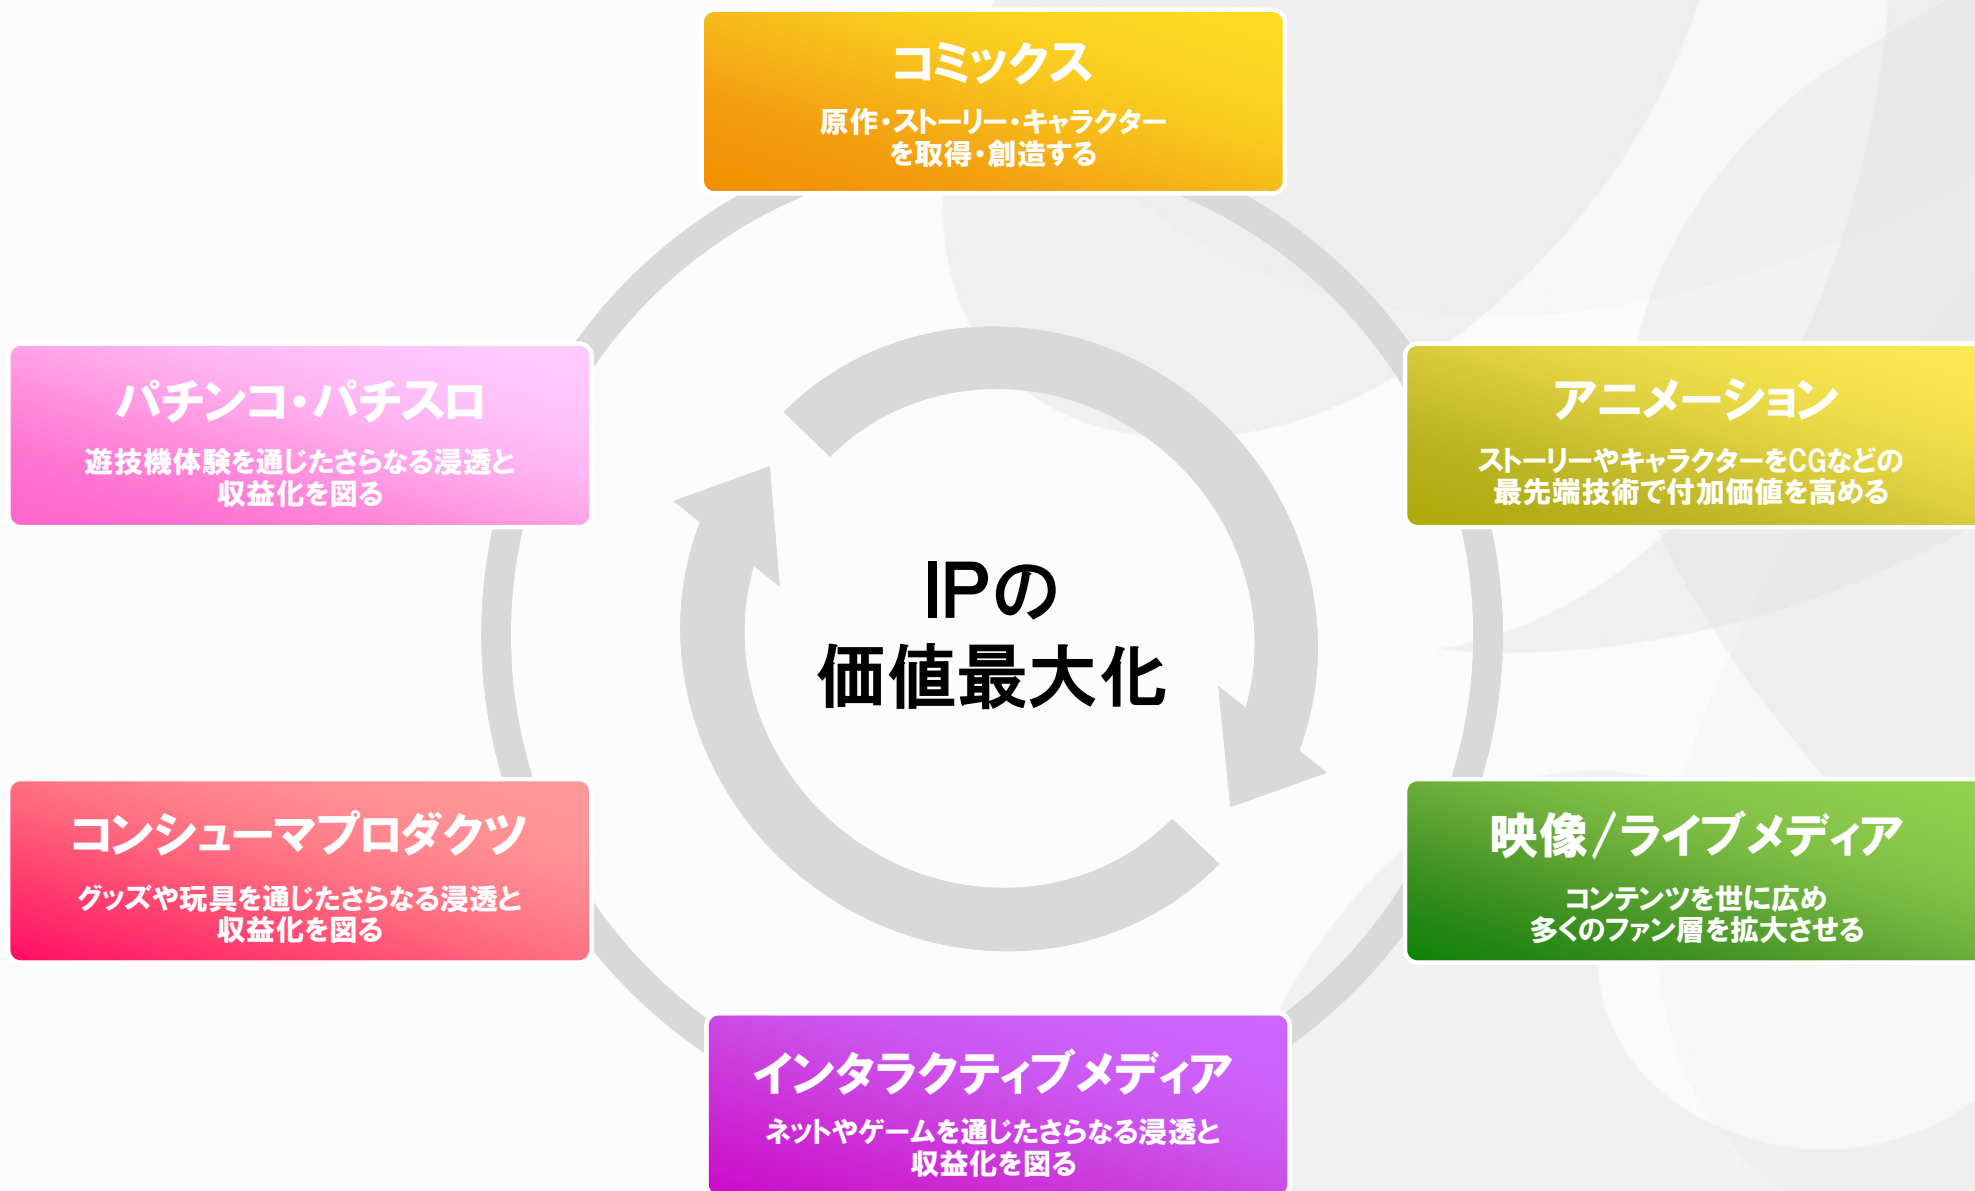 コミックス
原作・ストーリー・キャラクター
を取得・創造する
パチンコ・パチスロ
遊技機体験を通じたさらなる浸透と
収益化を図る
アニメーション
ストーリーやキャラクターをCGなどの
最先端技術で付加価値を高める
IPの
価値最大化
コンシューマプロダクツ
グッズや玩具を通じたさらなる浸透と
収益化を図る
映像/ライブメディア
コンテンツを世に広め
多くのファン層を拡大させる
インタラクティブメディア
ネットやゲームを通じたさらなる浸透と
収益化を図る